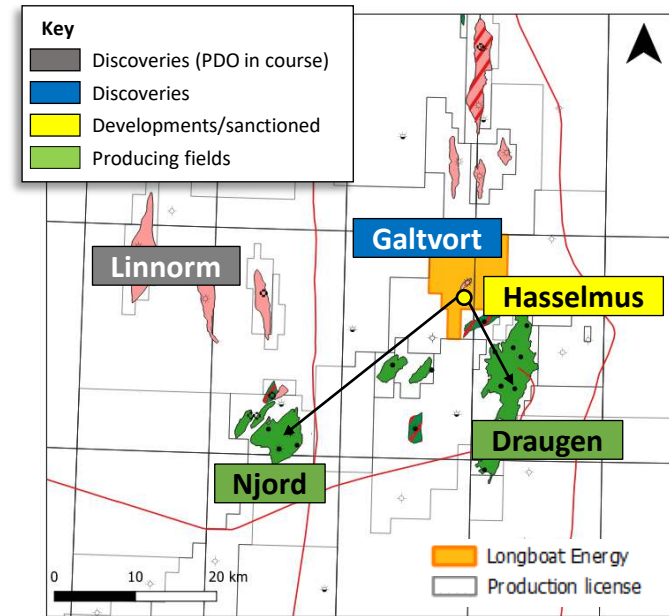 Key
Discoveries (PDO in course)
Discoveries
Developments/sanctioned
Producing fields
Galtvort
Linnorm
Hasselmus
Draugen
Njord
Longboat Energy
Production license
0 10 20 km